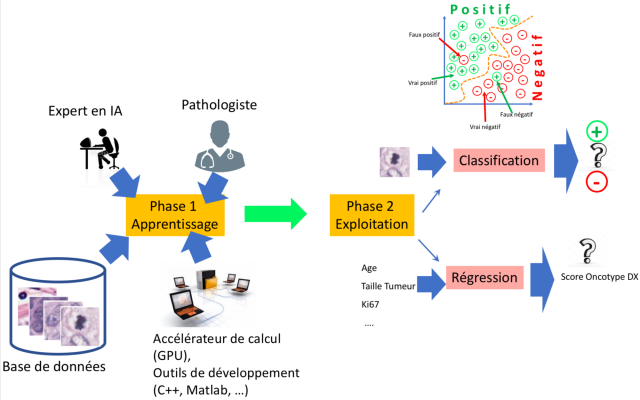 Positif
Faux positif
Négatif
Vrai positif
Faux négatif
Vrai négatif
Expert en IA
Pathologiste
Phase 1
Apprentissage
Phase 2
Exploitation
Classification
+
?
-
Base de données
Accélérateur de calcul
(GPU),
Outils de développement
(C++, Matlab, ...)
Age
Taille Tumeur
Ki67
....
Régression
?
Score Oncotype DX